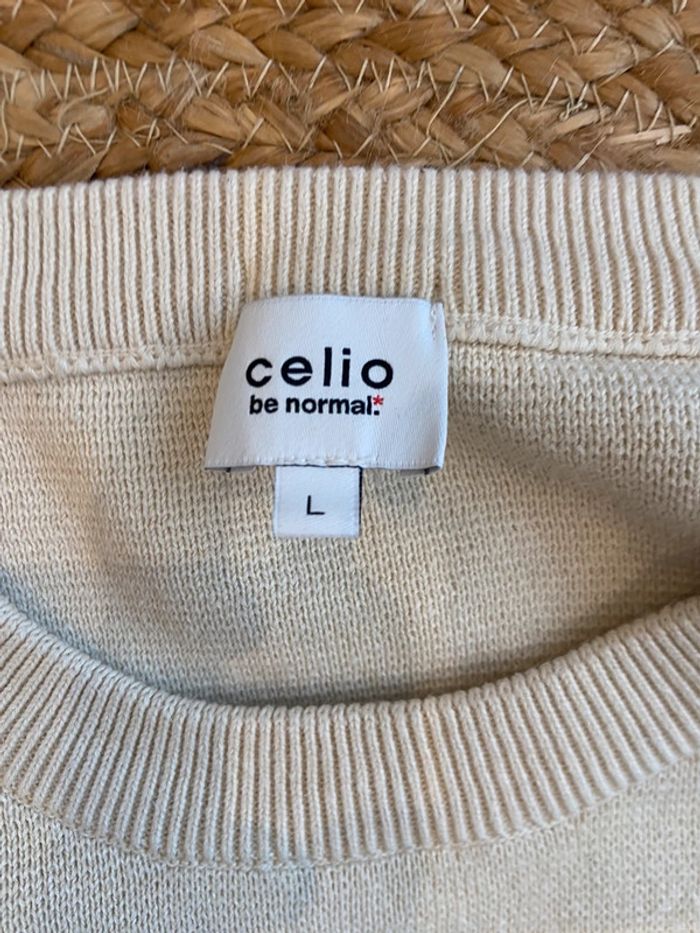 celio
be normal.*
L